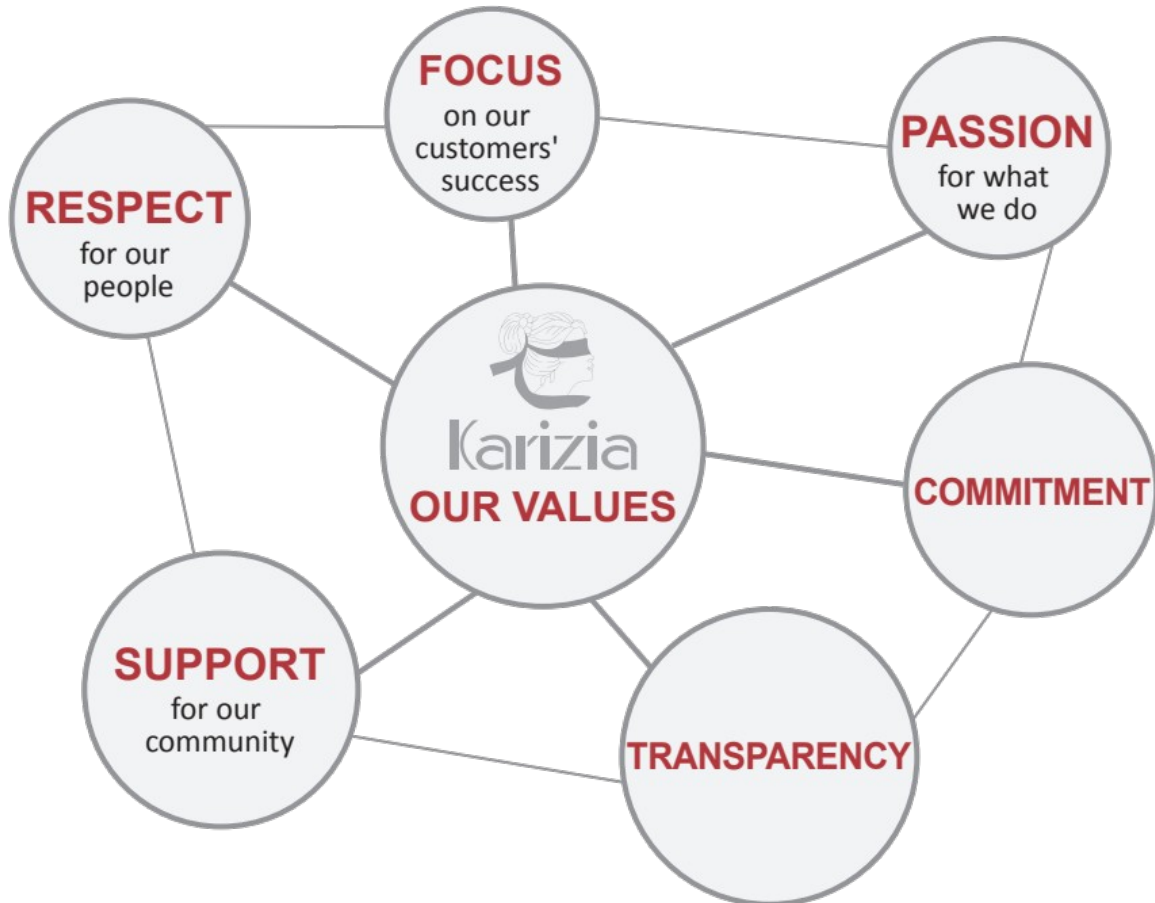 FOCUS
on our
customers'
success
PASSION
for what
we do
RESPECT
for our
people
Karizia
OUR VALUES
COMMITMENT
SUPPORT
for our
community
TRANSPARENCY